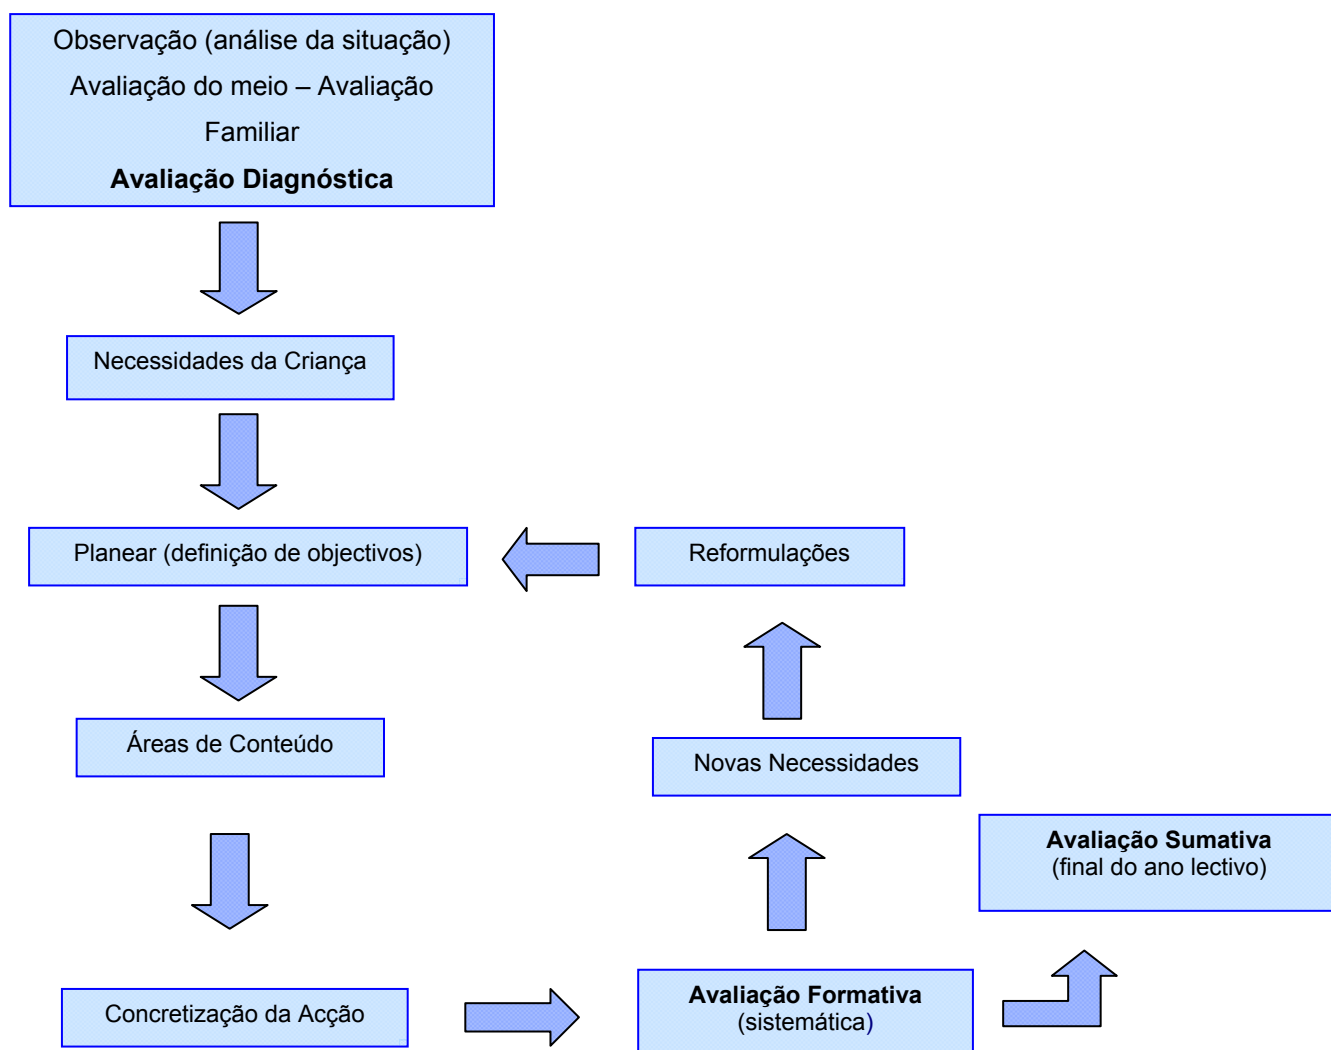 Observação (análise da situação)
Avaliação do meio – Avaliação
Familiar
Avaliação Diagnóstica
Necessidades da Criança
Planear (definição de objectivos)
Reformulações
Áreas de Conteúdo
Novas Necessidades
Avaliação Sumativa
(final do ano lectivo)
Concretização da Acção
Avaliação Formativa
(sistemática)